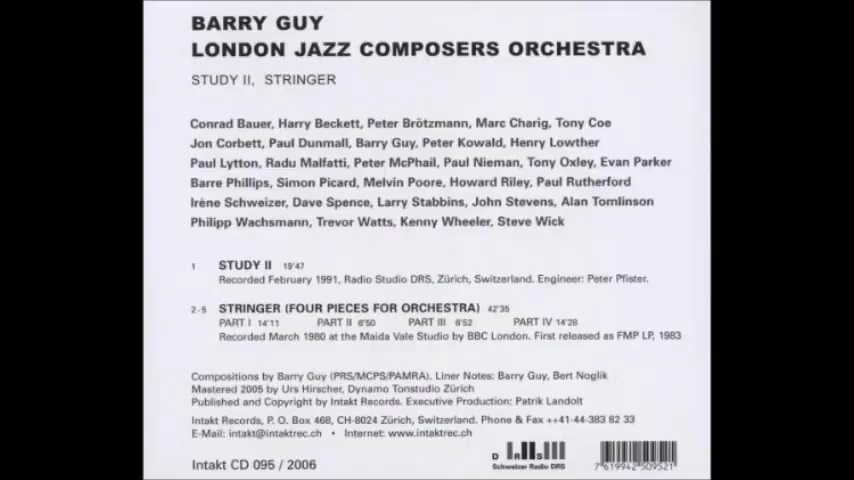 BARRY GUY
LONDON JAZZ COMPOSERS ORCHESTRA
STUDY II, STRINGER
Conrad Bauer, Harry Beckett, Peter Brötzmann, Marc Charig, Tony Coe
Jon Corbett, Paul Dunmall, Barry Guy, Peter Kowald, Henry Lowther
Paul Lytton, Radu Malfatti, Peter McPhail, Paul Nieman, Tony Oxley, Evan Parker
Barre Phillips, Simon Picard, Melvin Poore, Howard Riley, Paul Rutherford
Irène Schweizer, Dave Spence, Larry Stabbins, John Stevens, Alan Tomlinson
Philipp Wachsmann, Trevor Watts, Kenny Wheeler, Steve Wick
1 STUDY II 19'47
Recorded February 1991, Radio Studio DRS, Zürich, Switzerland. Engineer: Peter Pfister.
2-5 STRINGER (FOUR PIECES FOR ORCHESTRA) 42'35
PART I 14'11 PART II 6'50 PART III 6'52 PART IV 14'28
Recorded March 1980 at the Maida Vale Studio by BBC London. First released as FMP LP, 1983
Compositions by Barry Guy (PRS/MCPS/PAMRA). Liner Notes: Barry Guy, Bert Noglik
Mastered 2005 by Urs Hirscher, Dynamo Tonstudio Zürich
Published and Copyright by Intakt Records. Executive Production: Patrik Landolt
Intakt Records, P. O. Box 468, CH-8024 Zürich, Switzerland. Phone & Fax ++41-44-383 82 33
E-Mail: intakt@intaktrec.ch • Internet: www.intaktrec.ch
Intakt CD 095 / 2006
D R S
Schweizer Radio DRS
7 619942 509521